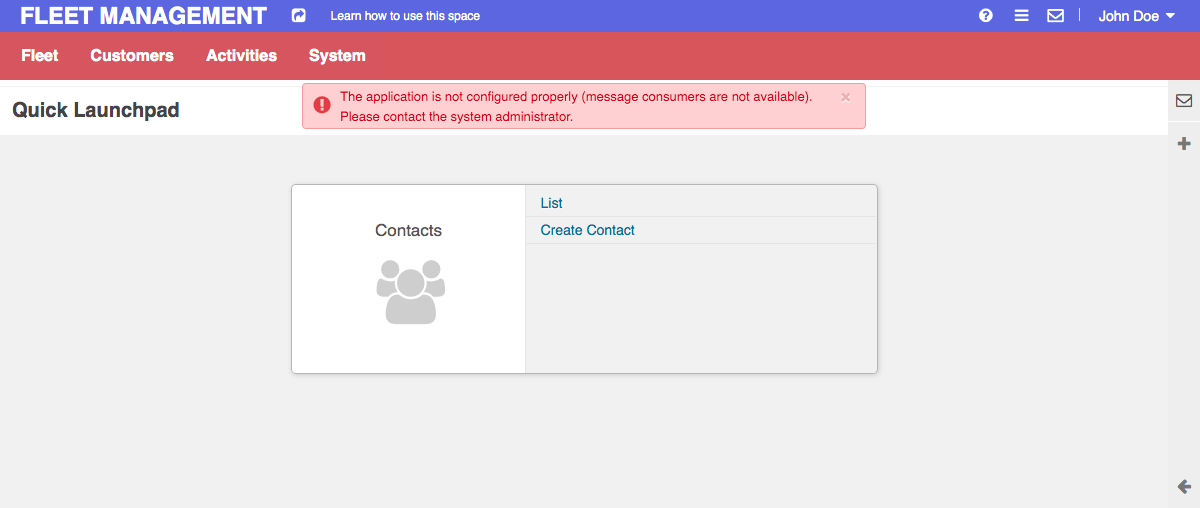 FLEET MANAGEMENT
Learn how to use this space
John Doe
Fleet
Customers
Activities
System
Quick Launchpad
The application is not configured properly (message consumers are not available).
Please contact the system administrator.
Contacts
List
Create Contact